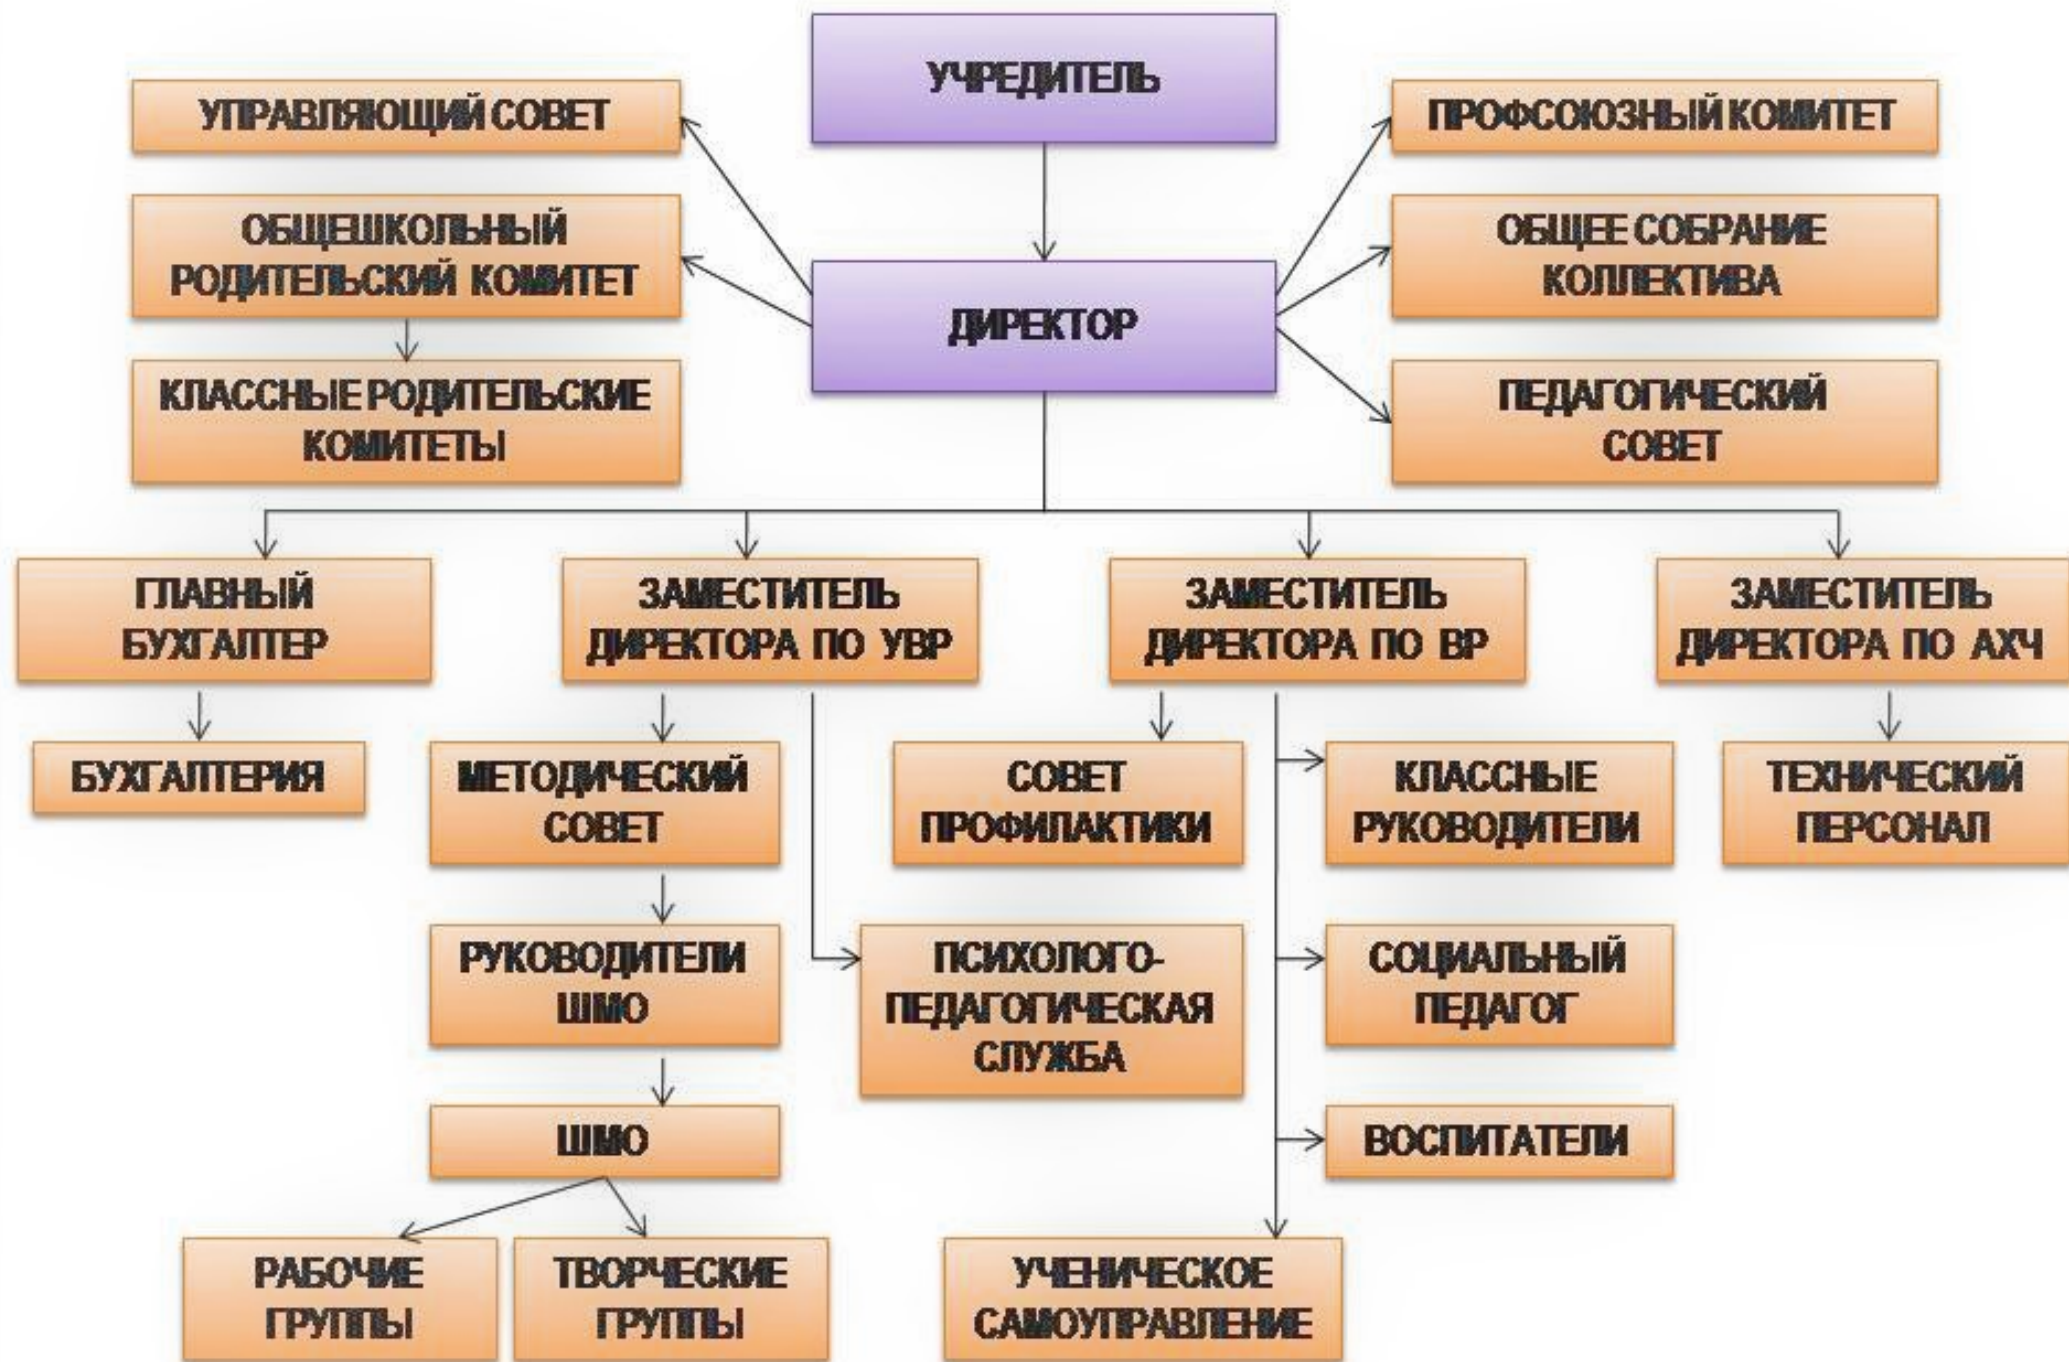 УЧРЕДИТЕЛЬ
УПРАВЛЯЮЩИЙ СОВЕТ
ПРОФСОЮЗНЫЙ КОМИТЕТ
ОБЩЕШКОЛЬНЫЙ
РОДИТЕЛЬСКИЙ КОМИТЕТ
ОБЩЕЕ СОБРАНИЕ
КОЛЛЕКТИВА
ДИРЕКТОР
КЛАССНЫЕ РОДИТЕЛЬСКИЕ
КОМИТЕТЫ
ПЕДАГОГИЧЕСКИЙ
СОВЕТ
ГЛАВНЫЙ
БУХГАЛТЕР
ЗАМЕСТИТЕЛЬ
ДИРЕКТОРА ПО УВР
ЗАМЕСТИТЕЛЬ
ДИРЕКТОРА ПО ВР
ЗАМЕСТИТЕЛЬ
ДИРЕКТОРА ПО АХЧ
БУХГАЛТЕРИЯ
МЕТОДИЧЕСКИЙ
СОВЕТ
СОВЕТ
ПРОФИЛАКТИКИ
КЛАССНЫЕ
РУКОВОДИТЕЛИ
ТЕХНИЧЕСКИЙ
ПЕРСОНАЛ
РУКОВОДИТЕЛИ
ШМО
ПСИХОЛОГО-
ПЕДАГОГИЧЕСКАЯ
СЛУЖБА
СОЦИАЛЬНЫЙ
ПЕДАГОГ
ШМО
ВОСПИТАТЕЛИ
РАБОЧИЕ
ГРУППЫ
ТВОРЧЕСКИЕ
ГРУППЫ
УЧЕНИЧЕСКОЕ
САМОУПРАВЛЕНИЕ